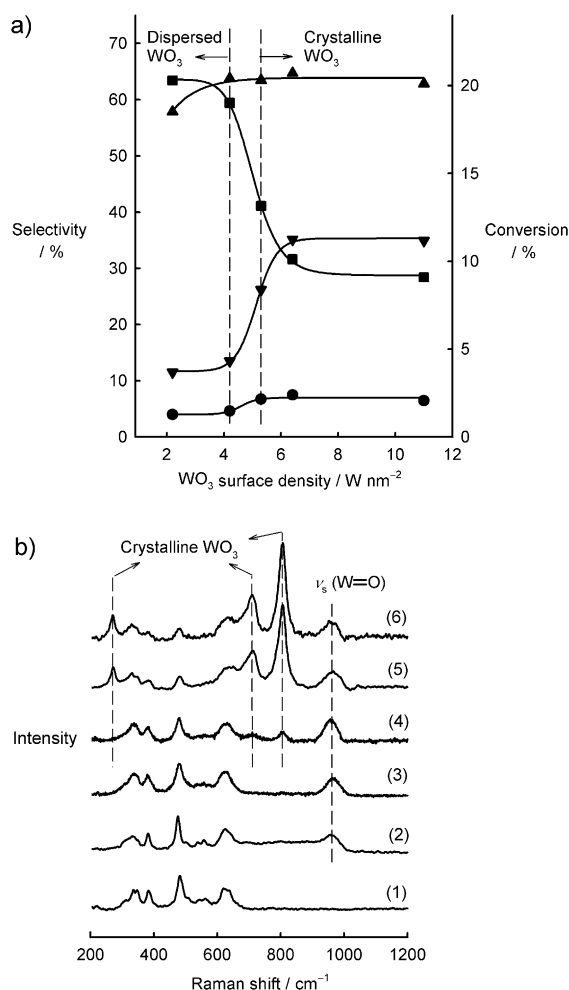 a)
Dispersed
WO3
Crystalline
WO3
70
60
50
40
30
20
10
0
Selectivity
/ %
20
15
10
5
0
Conversion
/ %
2 4 6 8 10 12
WO3 surface density / W nm−2
b)
Crystalline WO3
νs (W=O)
(6)
(5)
(4)
(3)
(2)
(1)
Intensity
200 400 600 800 1000 1200
Raman shift / cm−1